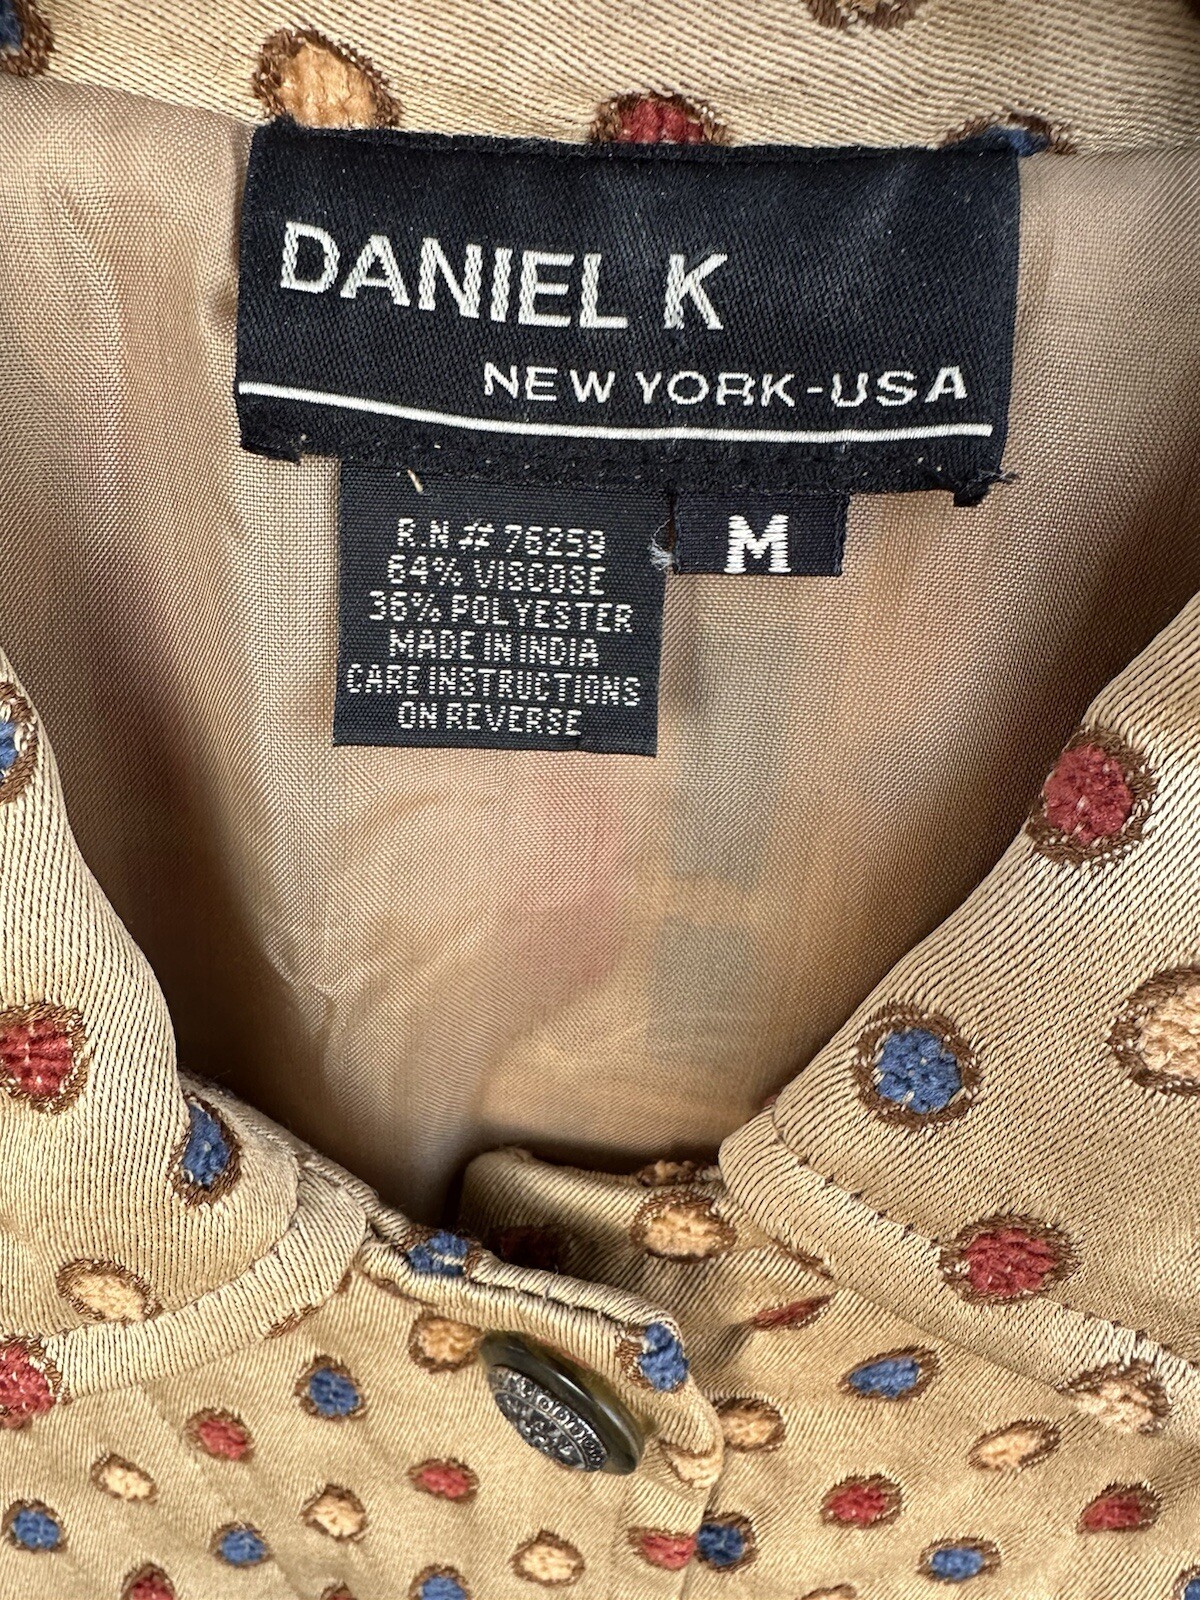 DANIEL K
NEW YORK-USA
R.N # 76259
64% VISCOSE
36% POLYESTER
MADE IN INDIA
CARE INSTRUCTIONS
ON REVERSE
M